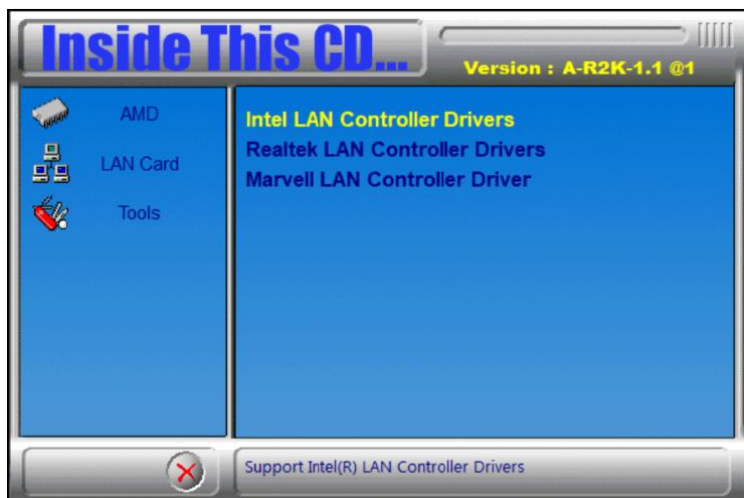 Inside This CD...
Version : A-R2K-1.1 @1
AMD
LAN Card
Tools
Intel LAN Controller Drivers
Realtek LAN Controller Drivers
Marvell LAN Controller Driver
Support Intel(R) LAN Controller Drivers